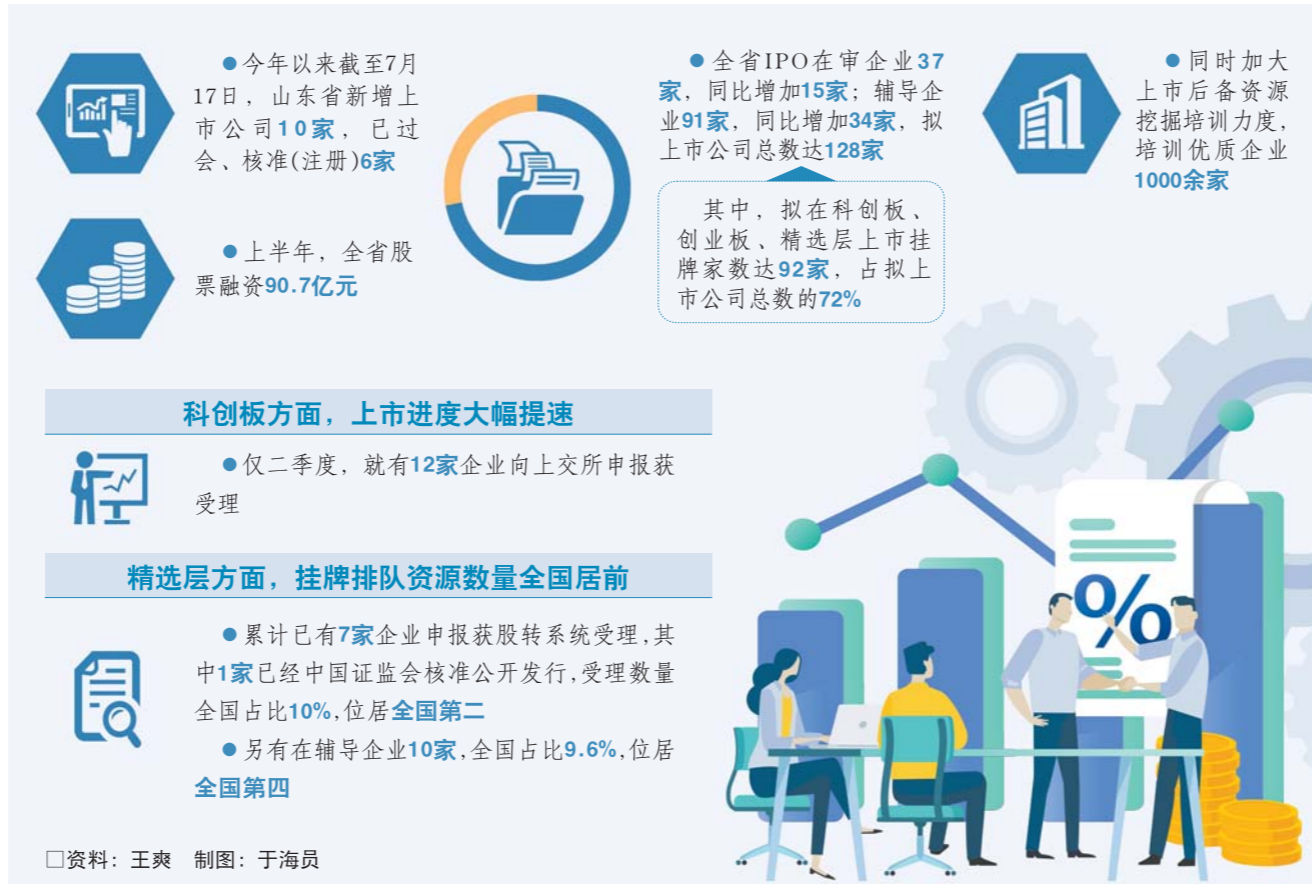 ●今年以来截至7月
17日，山东省新增上
市公司10家，已过
会、核准(注册)6家
●上半年，全省股
票融资90.7亿元
●全省IPO在审企业37
家，同比增加15家；辅导企
业91家，同比增加34家，拟
上市公司总数达128家
其中，拟在科创板、
创业板、精选层上市挂
牌家数达92家，占拟上
市公司总数的72%
●同时加大
上市后备资源
挖掘培训力度，
培训优质企业
1000余家
科创板方面，上市进度大幅提速
●仅二季度，就有12家企业向上交所申报获
受理
精选层方面，挂牌排队资源数量全国居前
●累计已有7家企业申报获股转系统受理,其
中1家已经中国证监会核准公开发行,受理数量
全国占比10%,位居全国第二
●另有在辅导企业10家,全国占比9.6%,位居
全国第四
%
□资料：王爽 制图：于海员